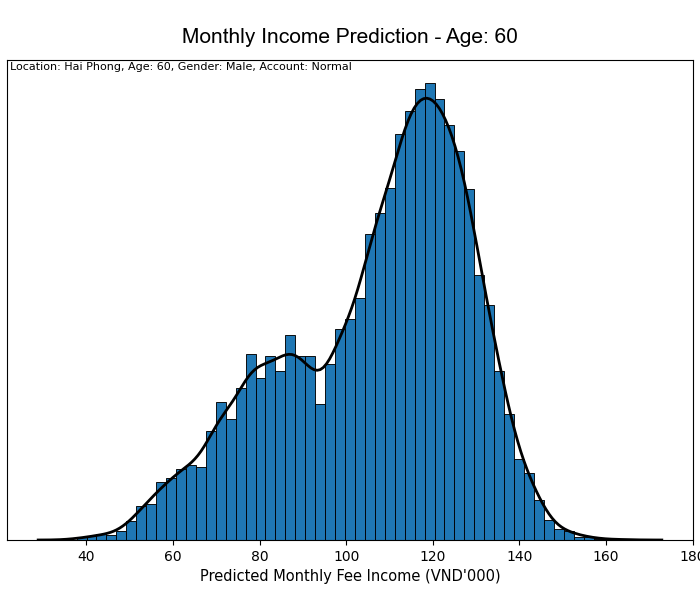 Monthly Income Prediction - Age: 60
Location: Hai Phong, Age: 60, Gender: Male, Account: Normal
40 60 80 100 120 140 160 180
Predicted Monthly Fee Income (VND'000)